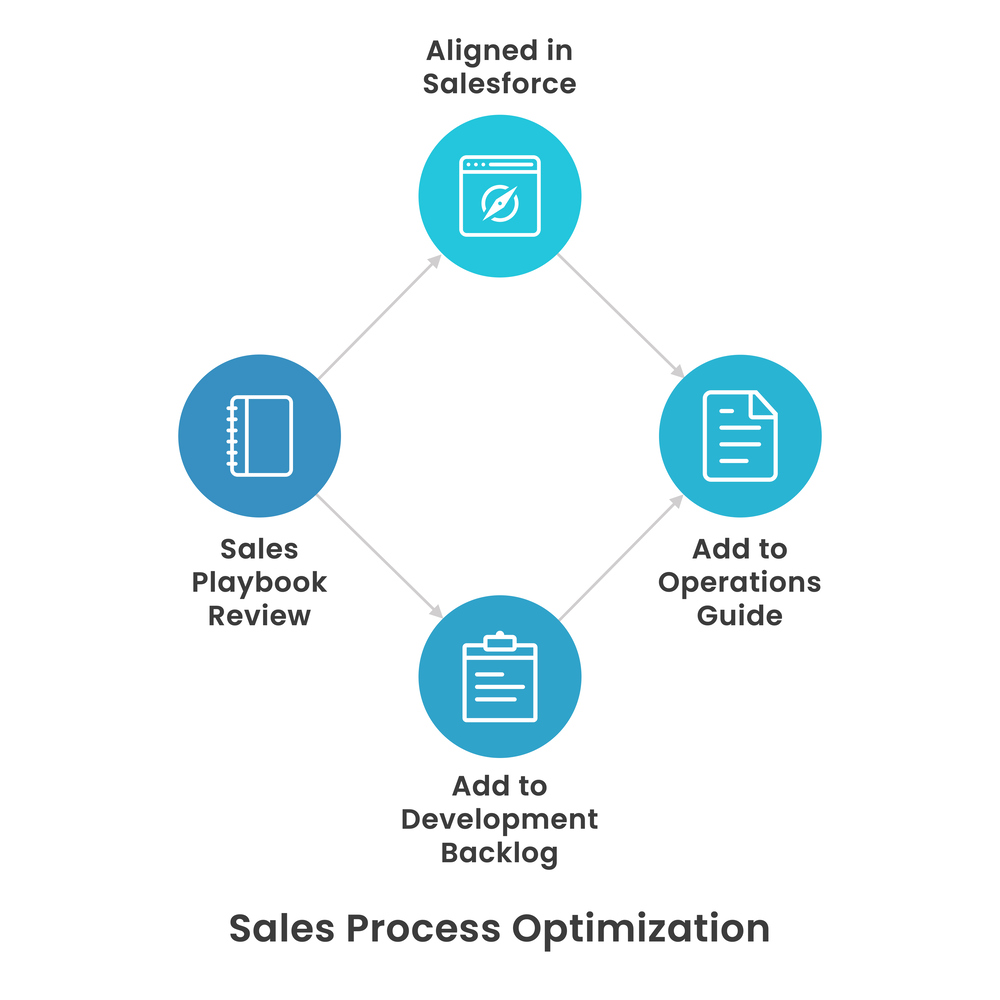 Aligned in
Salesforce
Sales
Playbook
Review
Add to
Operations
Guide
Add to
Development
Backlog
Sales Process Optimization